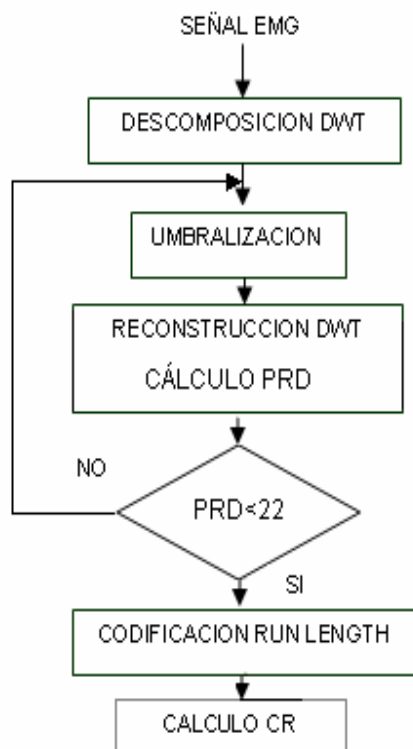 SEÑAL EMG
DESCOMPOSICION DWT
UMBRALIZACION
RECONSTRUCCION DWT
CÁLCULO PRD
NO
PRD<22
SI
CODIFICACION RUN LENGTH
CALCULO CR